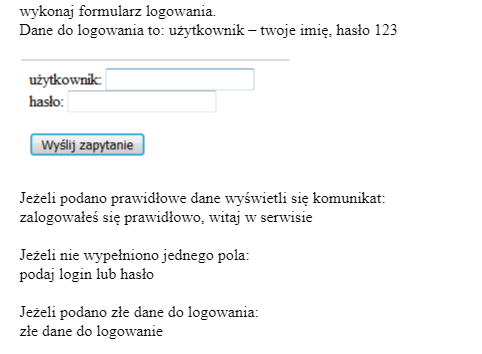 wykonaj formularz logowania.
Dane do logowania to: użytkownik – twoje imię, hasło 123
użytkownik:
hasło:
Wyślij zapytanie
Jeżeli podano prawidłowe dane wyświetli się komunikat:
zalogowałeś się prawidłowo, witaj w serwisie
Jeżeli nie wypełniono jednego pola:
podaj login lub hasło
Jeżeli podano złe dane do logowania:
złe dane do logowanie